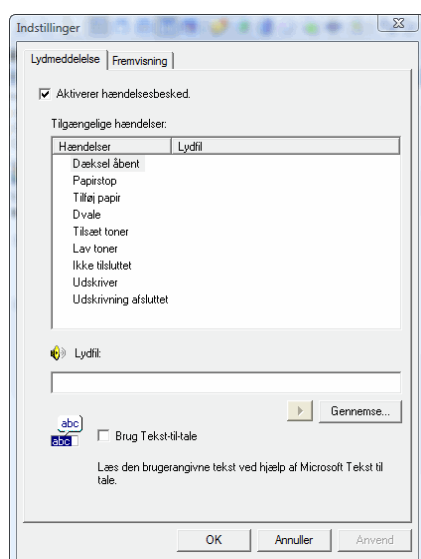 Indstillinger
Lydmeddelelse Fremvisning
Aktiverer hændelsesbesked.
Tilgængelige hændelser:
Hændelser Lydfil
Dæksel åbent
Papirstop
Tilføj papir
Dvale
Tilsæt toner
Lav toner
Ikke tilsluttet
Udskriver
Udskrivning afsluttet
Lydfil:
Gennemse...
abc
abc
Brug Tekst-til-tale
Læs den brugerangivne tekst ved hjælp af Microsoft Tekst til
tale.
OK Annuller Anvend